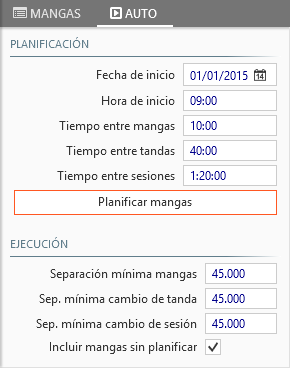 MANGAS AUTO
PLANIFICACIÓN
Fecha de inicio 01/01/2015 14
Hora de inicio 09:00
Tiempo entre mangas 10:00
Tiempo entre tandas 40:00
Tiempo entre sesiones 1:20:00
Planificar mangas
EJECUCIÓN
Separación mínima mangas 45.000
Sep. mínima cambio de tanda 45.000
Sep. mínima cambio de sesión 45.000
Incluir mangas sin planificar